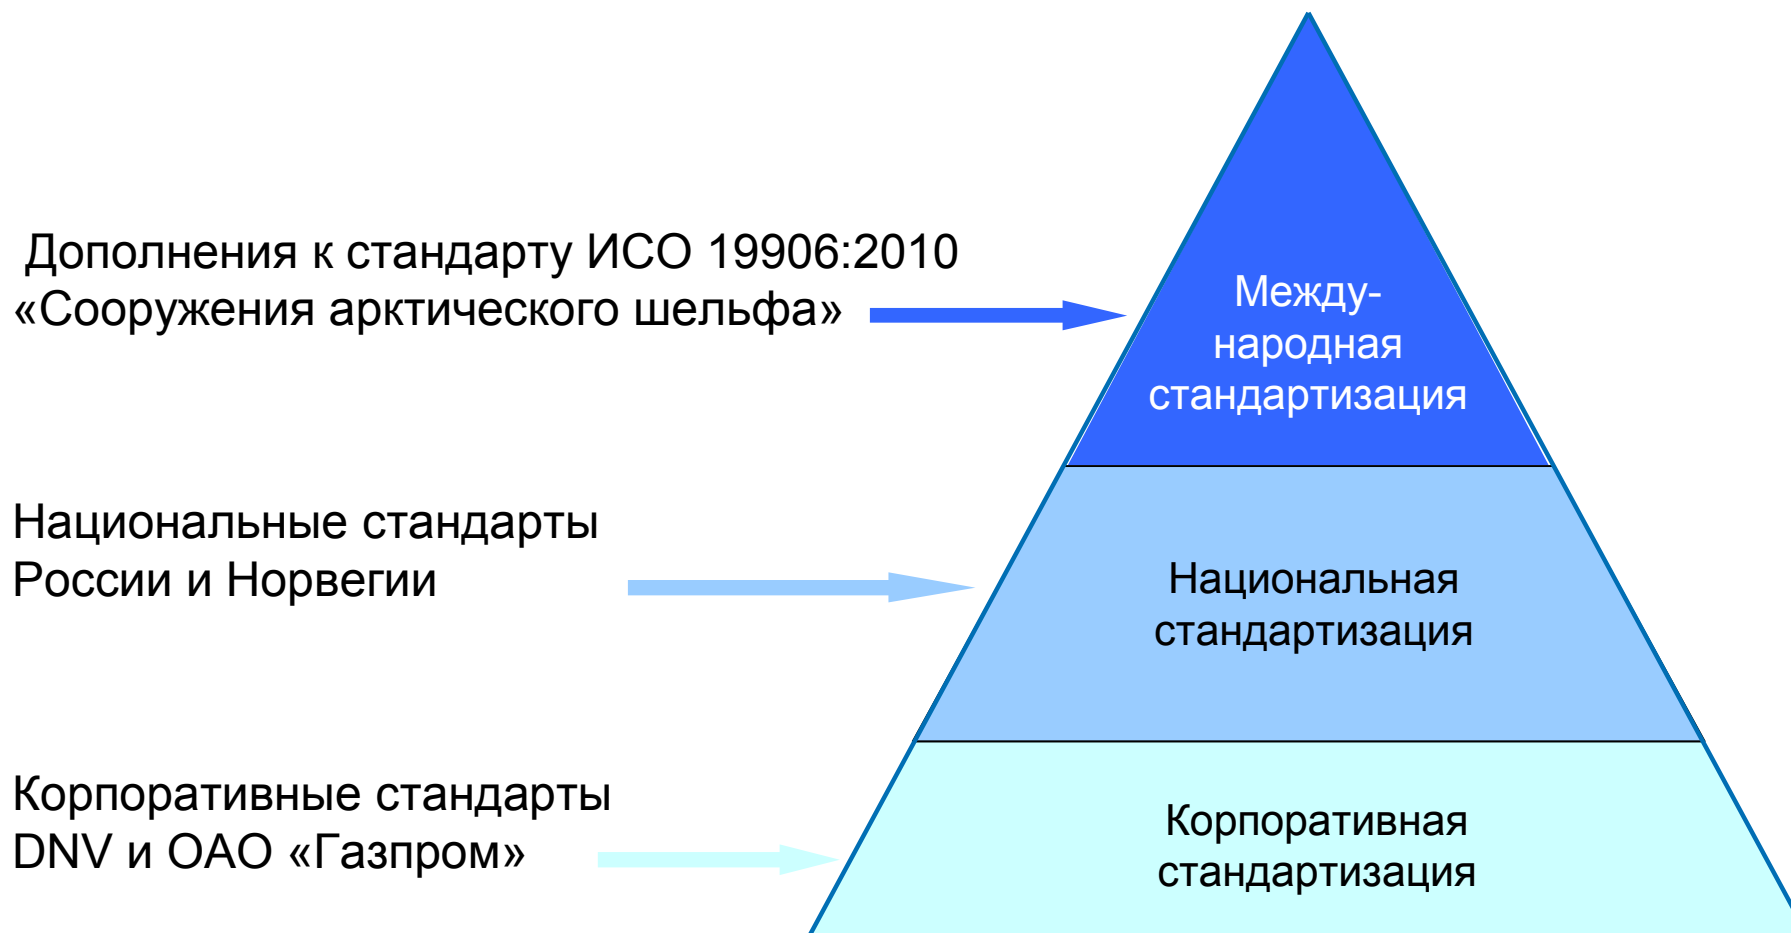 Дополнения к стандарту ИСО 19906:2010
«Сооружения арктического шельфа»
Между-
народная
стандартизация
Национальные стандарты
России и Норвегии
Национальная
стандартизация
Корпоративные стандарты
DNV и ОАО «Газпром»
Корпоративная
стандартизация